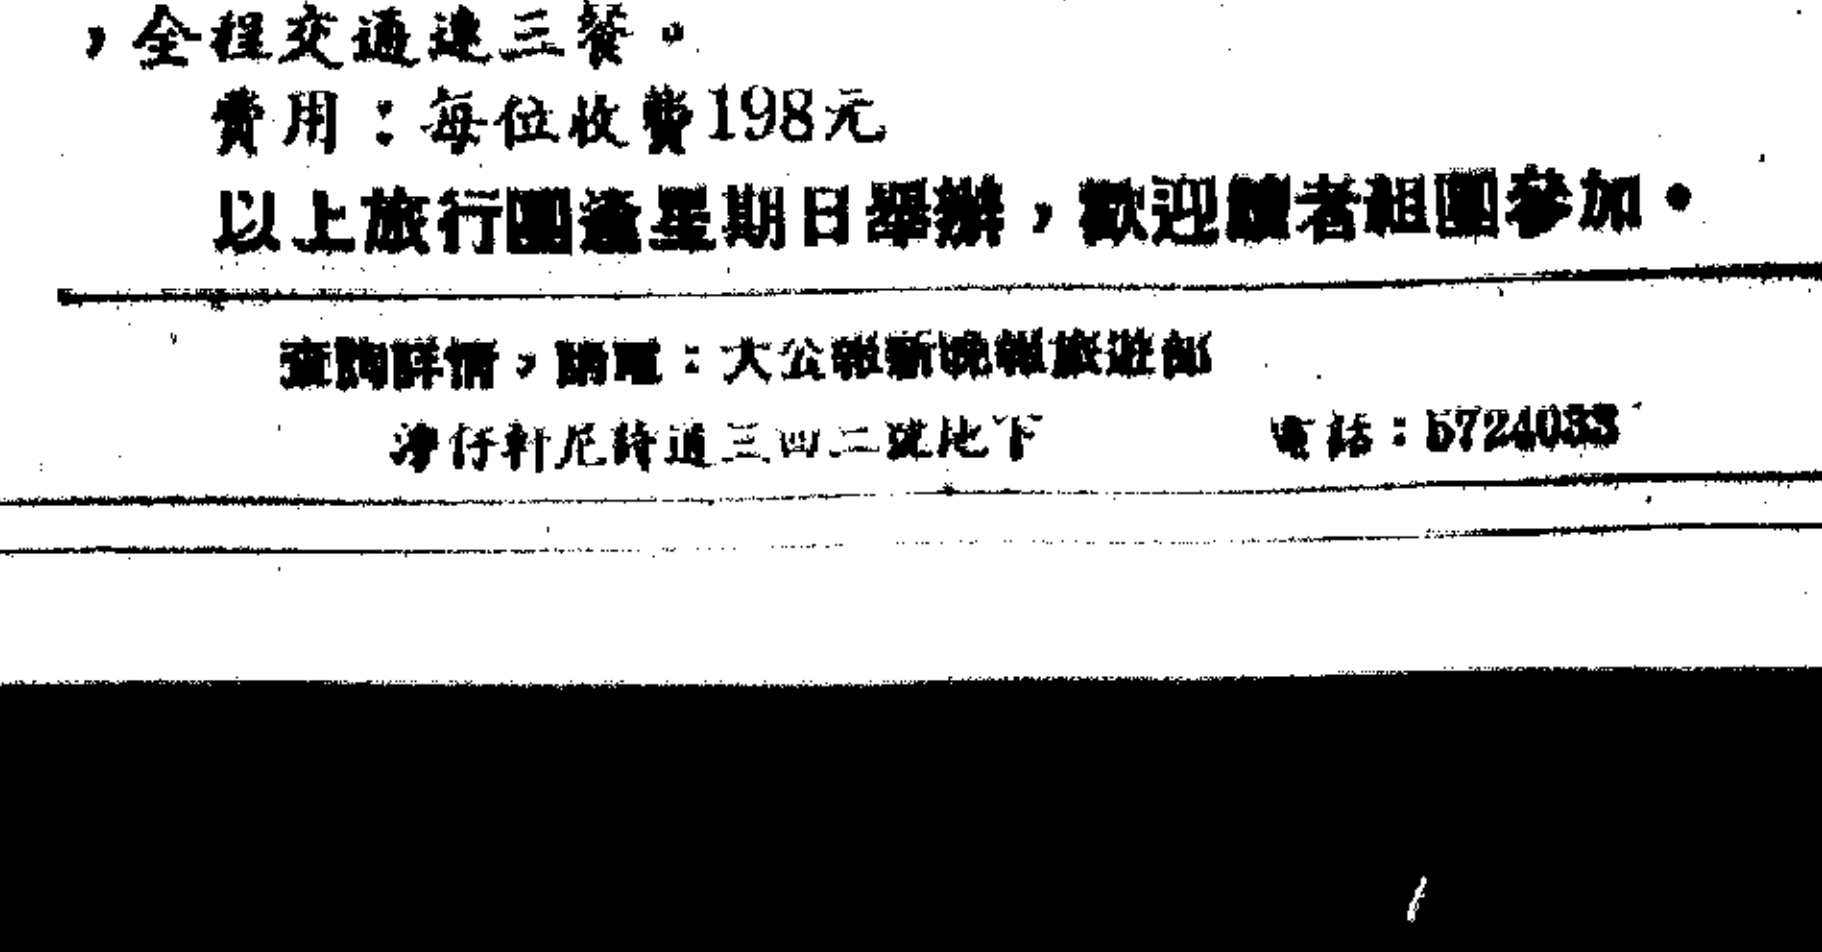 ，全程交通連三餐。
費用：每位收費198元
以上旅行團逢星期日舉辦，歡迎讀者組團參加。
查詢詳情，請電：大公報新晚報旅遊部
灣仔軒尼詩道三四二號地下 電話：5724033